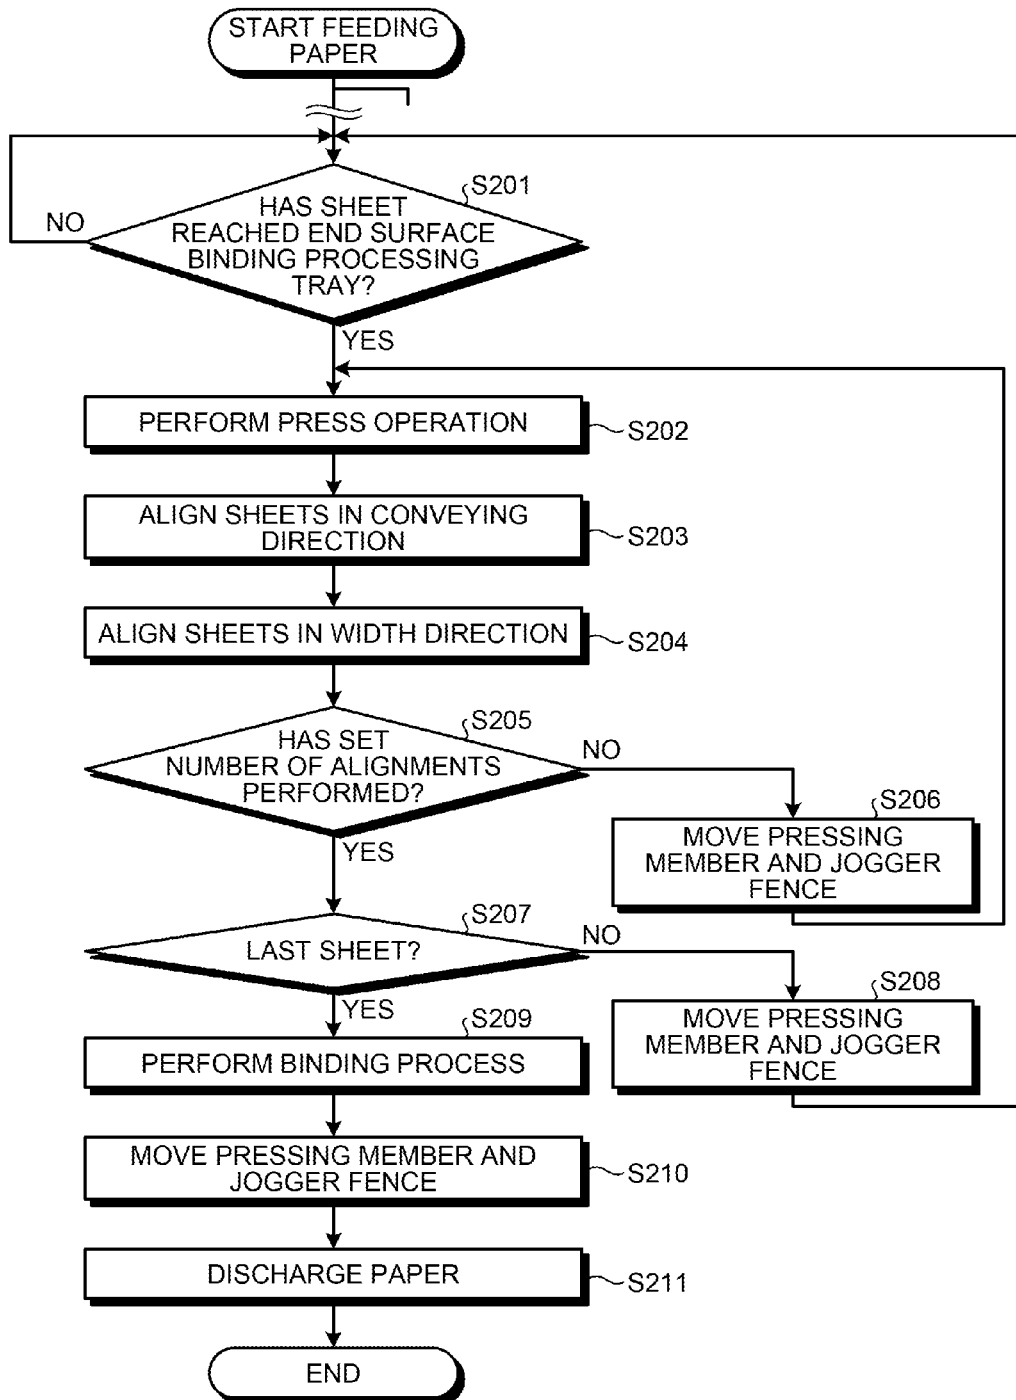 START FEEDING
PAPER
S201
HAS SHEET
REACHED END SURFACE
BINDING PROCESSING
TRAY?
NO
YES
PERFORM PRESS OPERATION
S202
ALIGN SHEETS IN CONVEYING
DIRECTION
S203
ALIGN SHEETS IN WIDTH DIRECTION
S204
S205
HAS SET
NUMBER OF ALIGNMENTS
PERFORMED?
NO
YES
S206
MOVE PRESSING
MEMBER AND JOGGER
FENCE
S207
LAST SHEET?
NO
YES
S208
MOVE PRESSING
MEMBER AND JOGGER
FENCE
S209
PERFORM BINDING PROCESS
MOVE PRESSING MEMBER AND
JOGGER FENCE
S210
DISCHARGE PAPER
S211
END